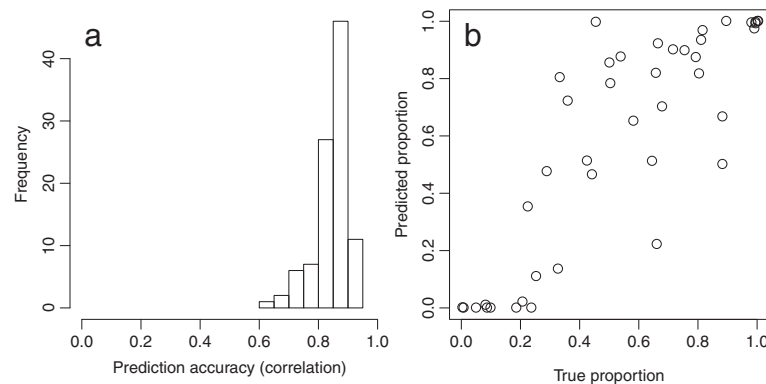 a
Frequency
0 10 20 30 40
0.0 0.2 0.4 0.6 0.8 1.0
Prediction accuracy (correlation)
b
Predicted proportion
0.0 0.2 0.4 0.6 0.8 1.0
0.0 0.2 0.4 0.6 0.8 1.0
True proportion